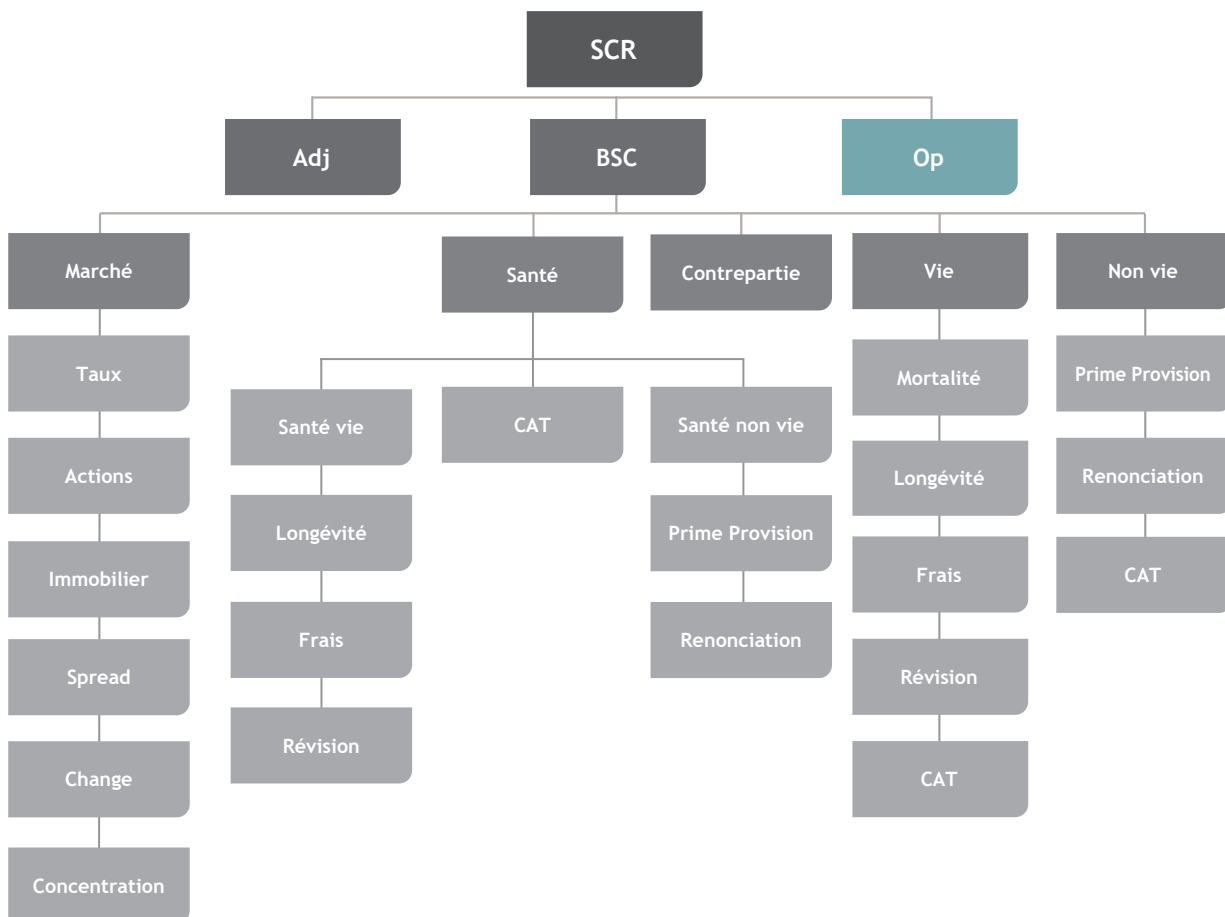 SCR
Adj
BSC
Op
Marché
Santé
Contrepartie
Vie
Non vie
Taux
Actions
Immobilier
Spread
Change
Concentration
Santé vie
Longévité
Frais
Révision
CAT
Santé non vie
Prime Provision
Renonciation
Mortalité
Longévité
Frais
Révision
CAT
Prime Provision
Renonciation
CAT